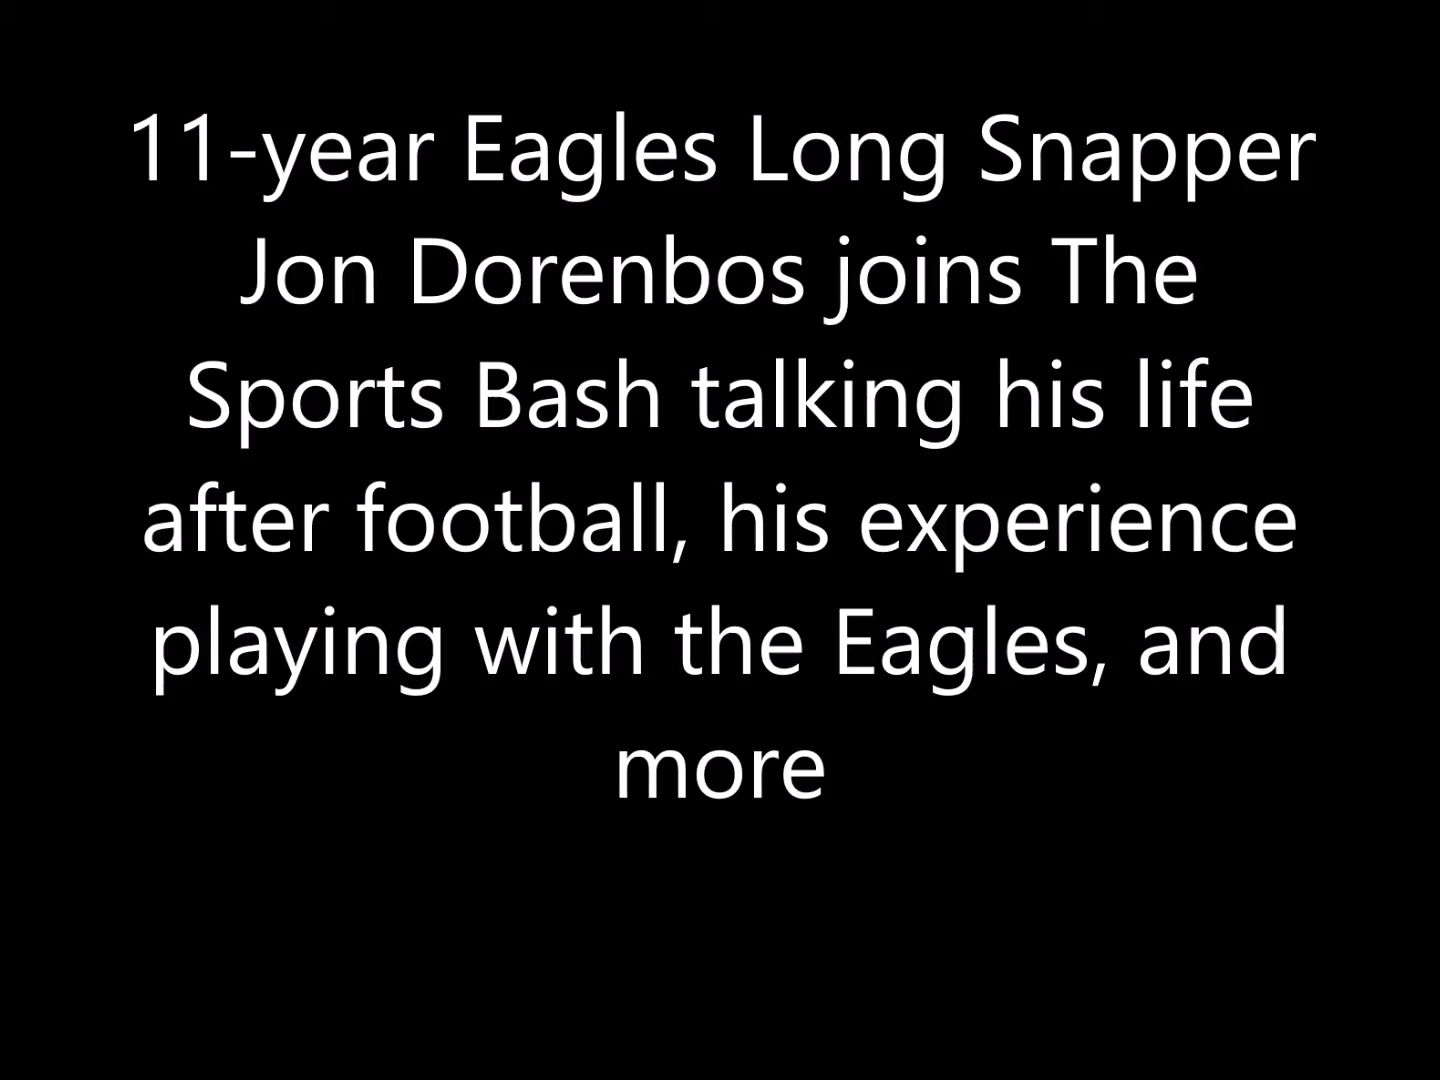 11-year Eagles Long Snapper
Jon Dorenbos joins The
Sports Bash talking his life
after football, his experience
playing with the Eagles, and
more